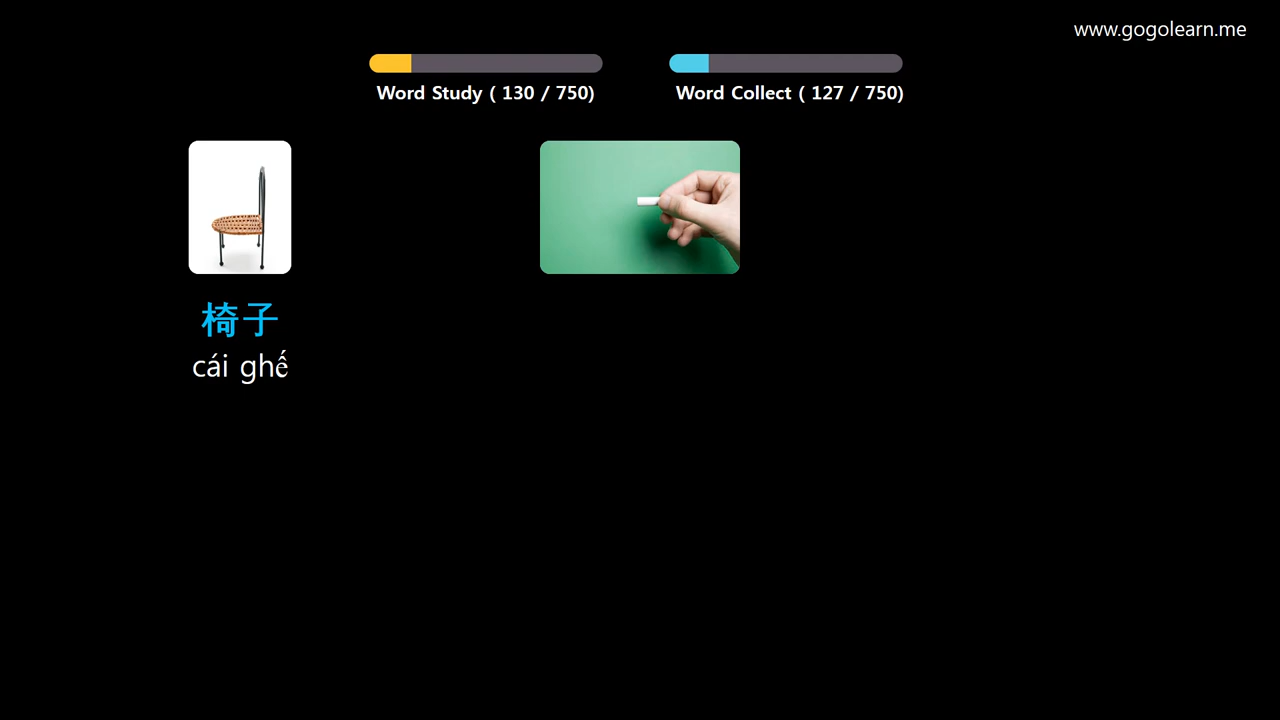 www.gogolearn.me
Word Study ( 130 / 750)
Word Collect ( 127 / 750)
椅子
cái ghế